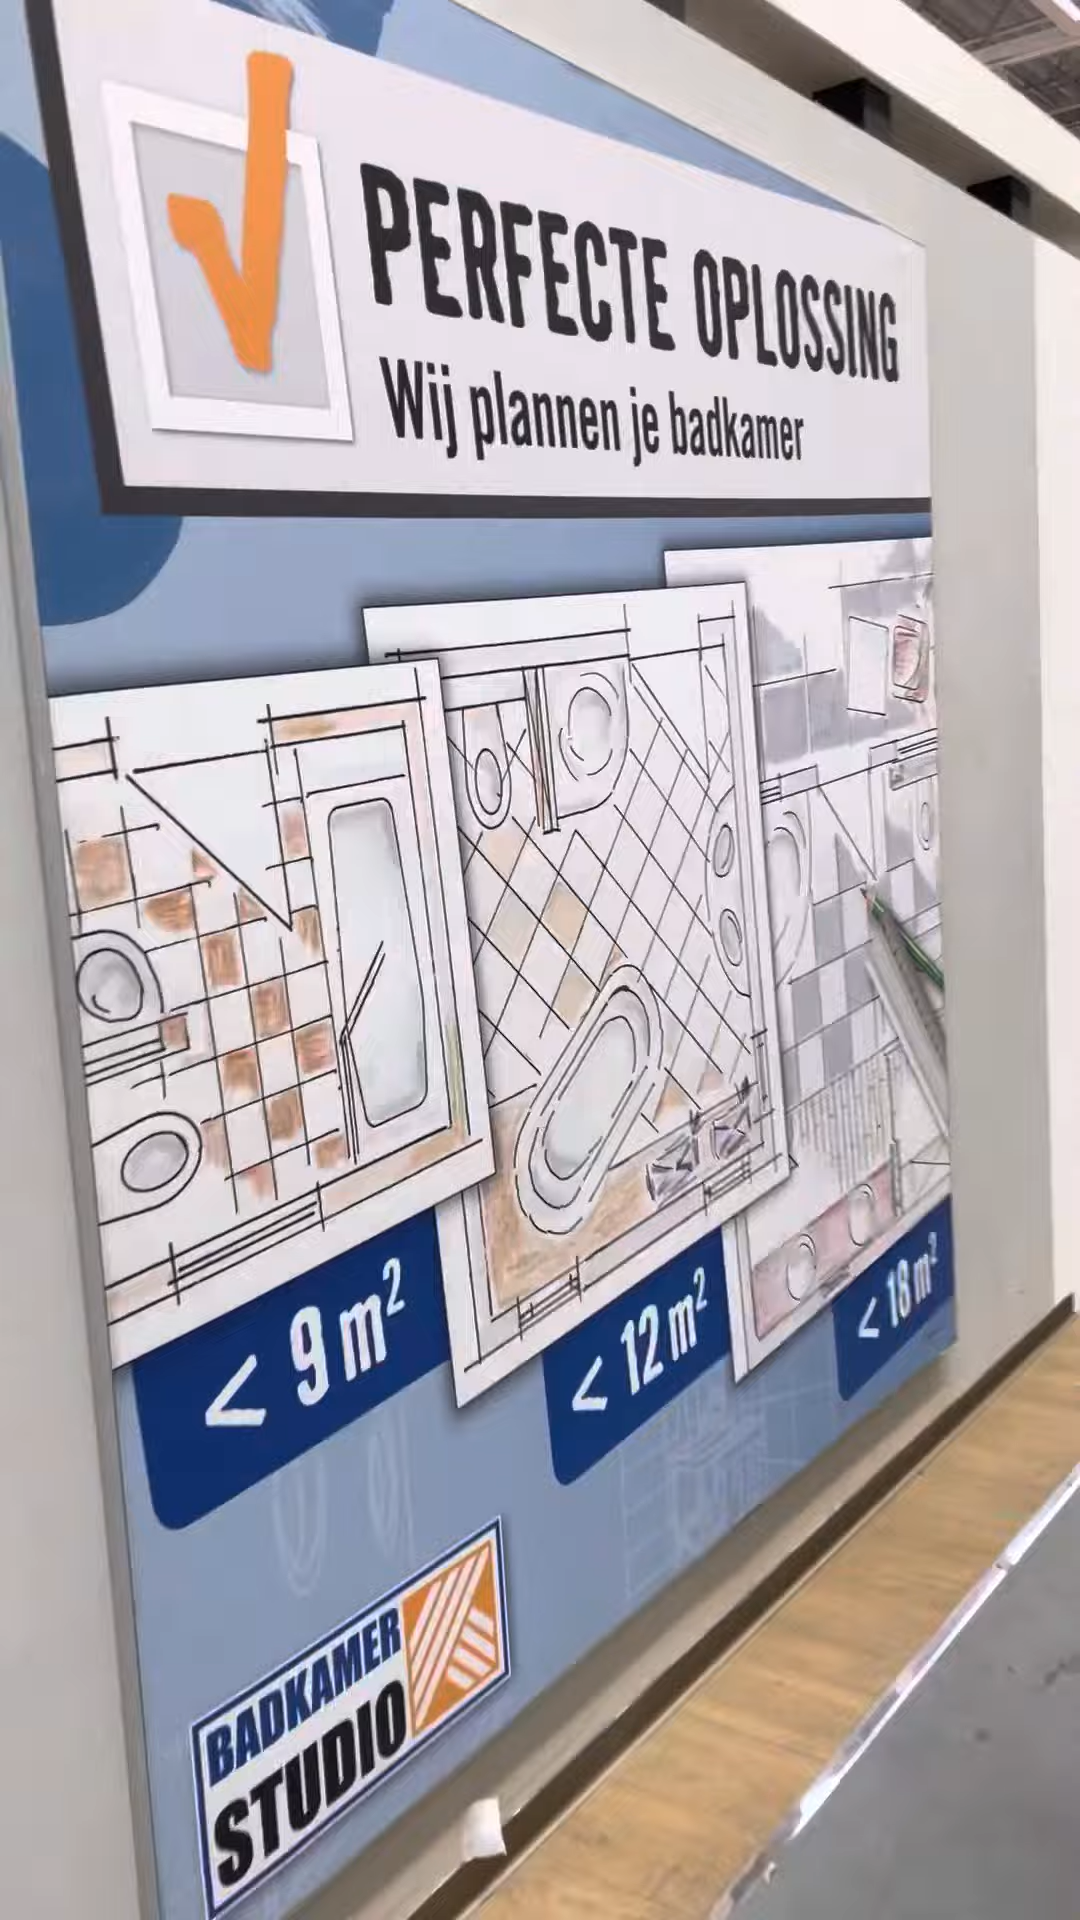 PERFECTE OPLOSSING
Wij plannen je badkamer
< 9 m²
< 12 m²
< 18 m²
BADKAMER
STUDIO